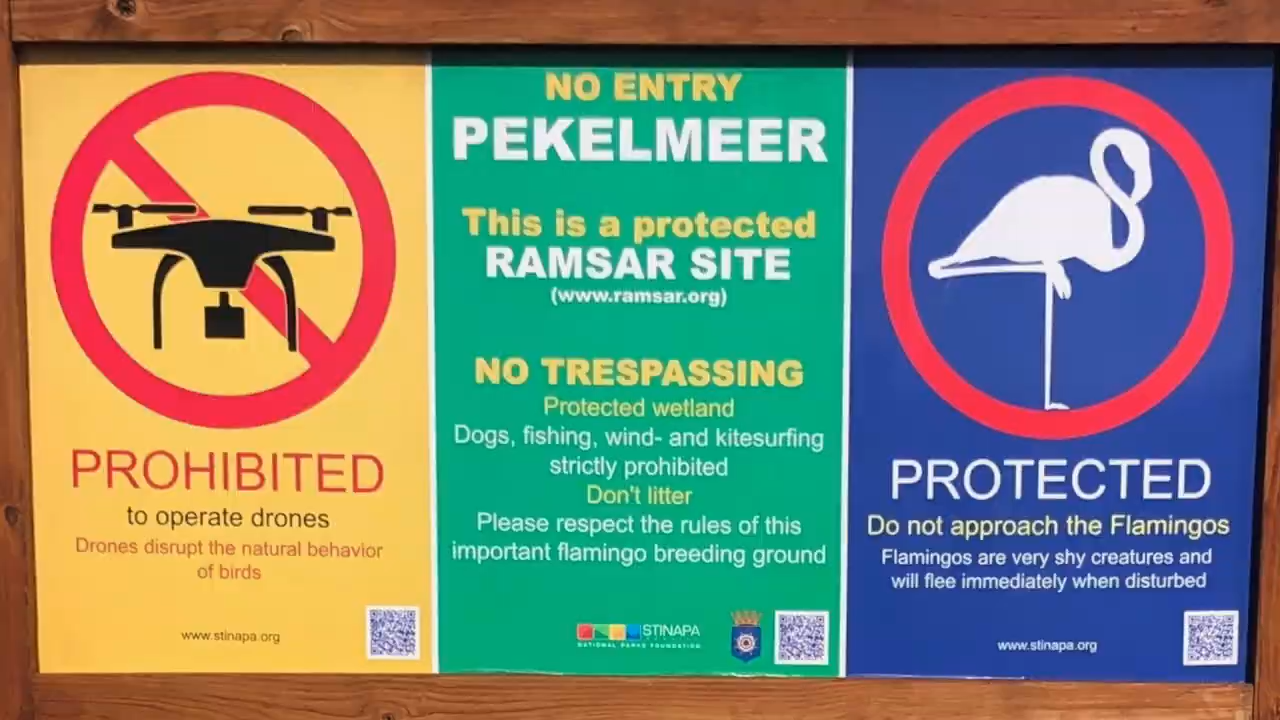 PROHIBITED
to operate drones
Drones disrupt the natural behavior
of birds
www.stinapa.org
NO ENTRY
PEKELMEER
This is a protected
RAMSAR SITE
(www.ramsar.org)
NO TRESPASSING
Protected wetland
Dogs, fishing, wind- and kitesurfing
strictly prohibited
Don't litter
Please respect the rules of this
important flamingo breeding ground
STINAPA
NATIONAL PARKS FOUNDATION
PROTECTED
Do not approach the Flamingos
Flamingos are very shy creatures and
will flee immediately when disturbed
www.stinapa.org